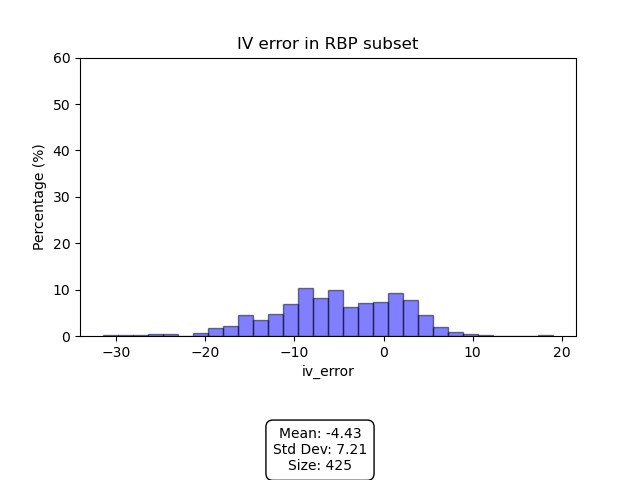 IV error in RBP subset
60
50
40
30
20
10
0
Percentage (%)
−30 −20 −10 0 10 20
iv_error
Mean: -4.43
Std Dev: 7.21
Size: 425